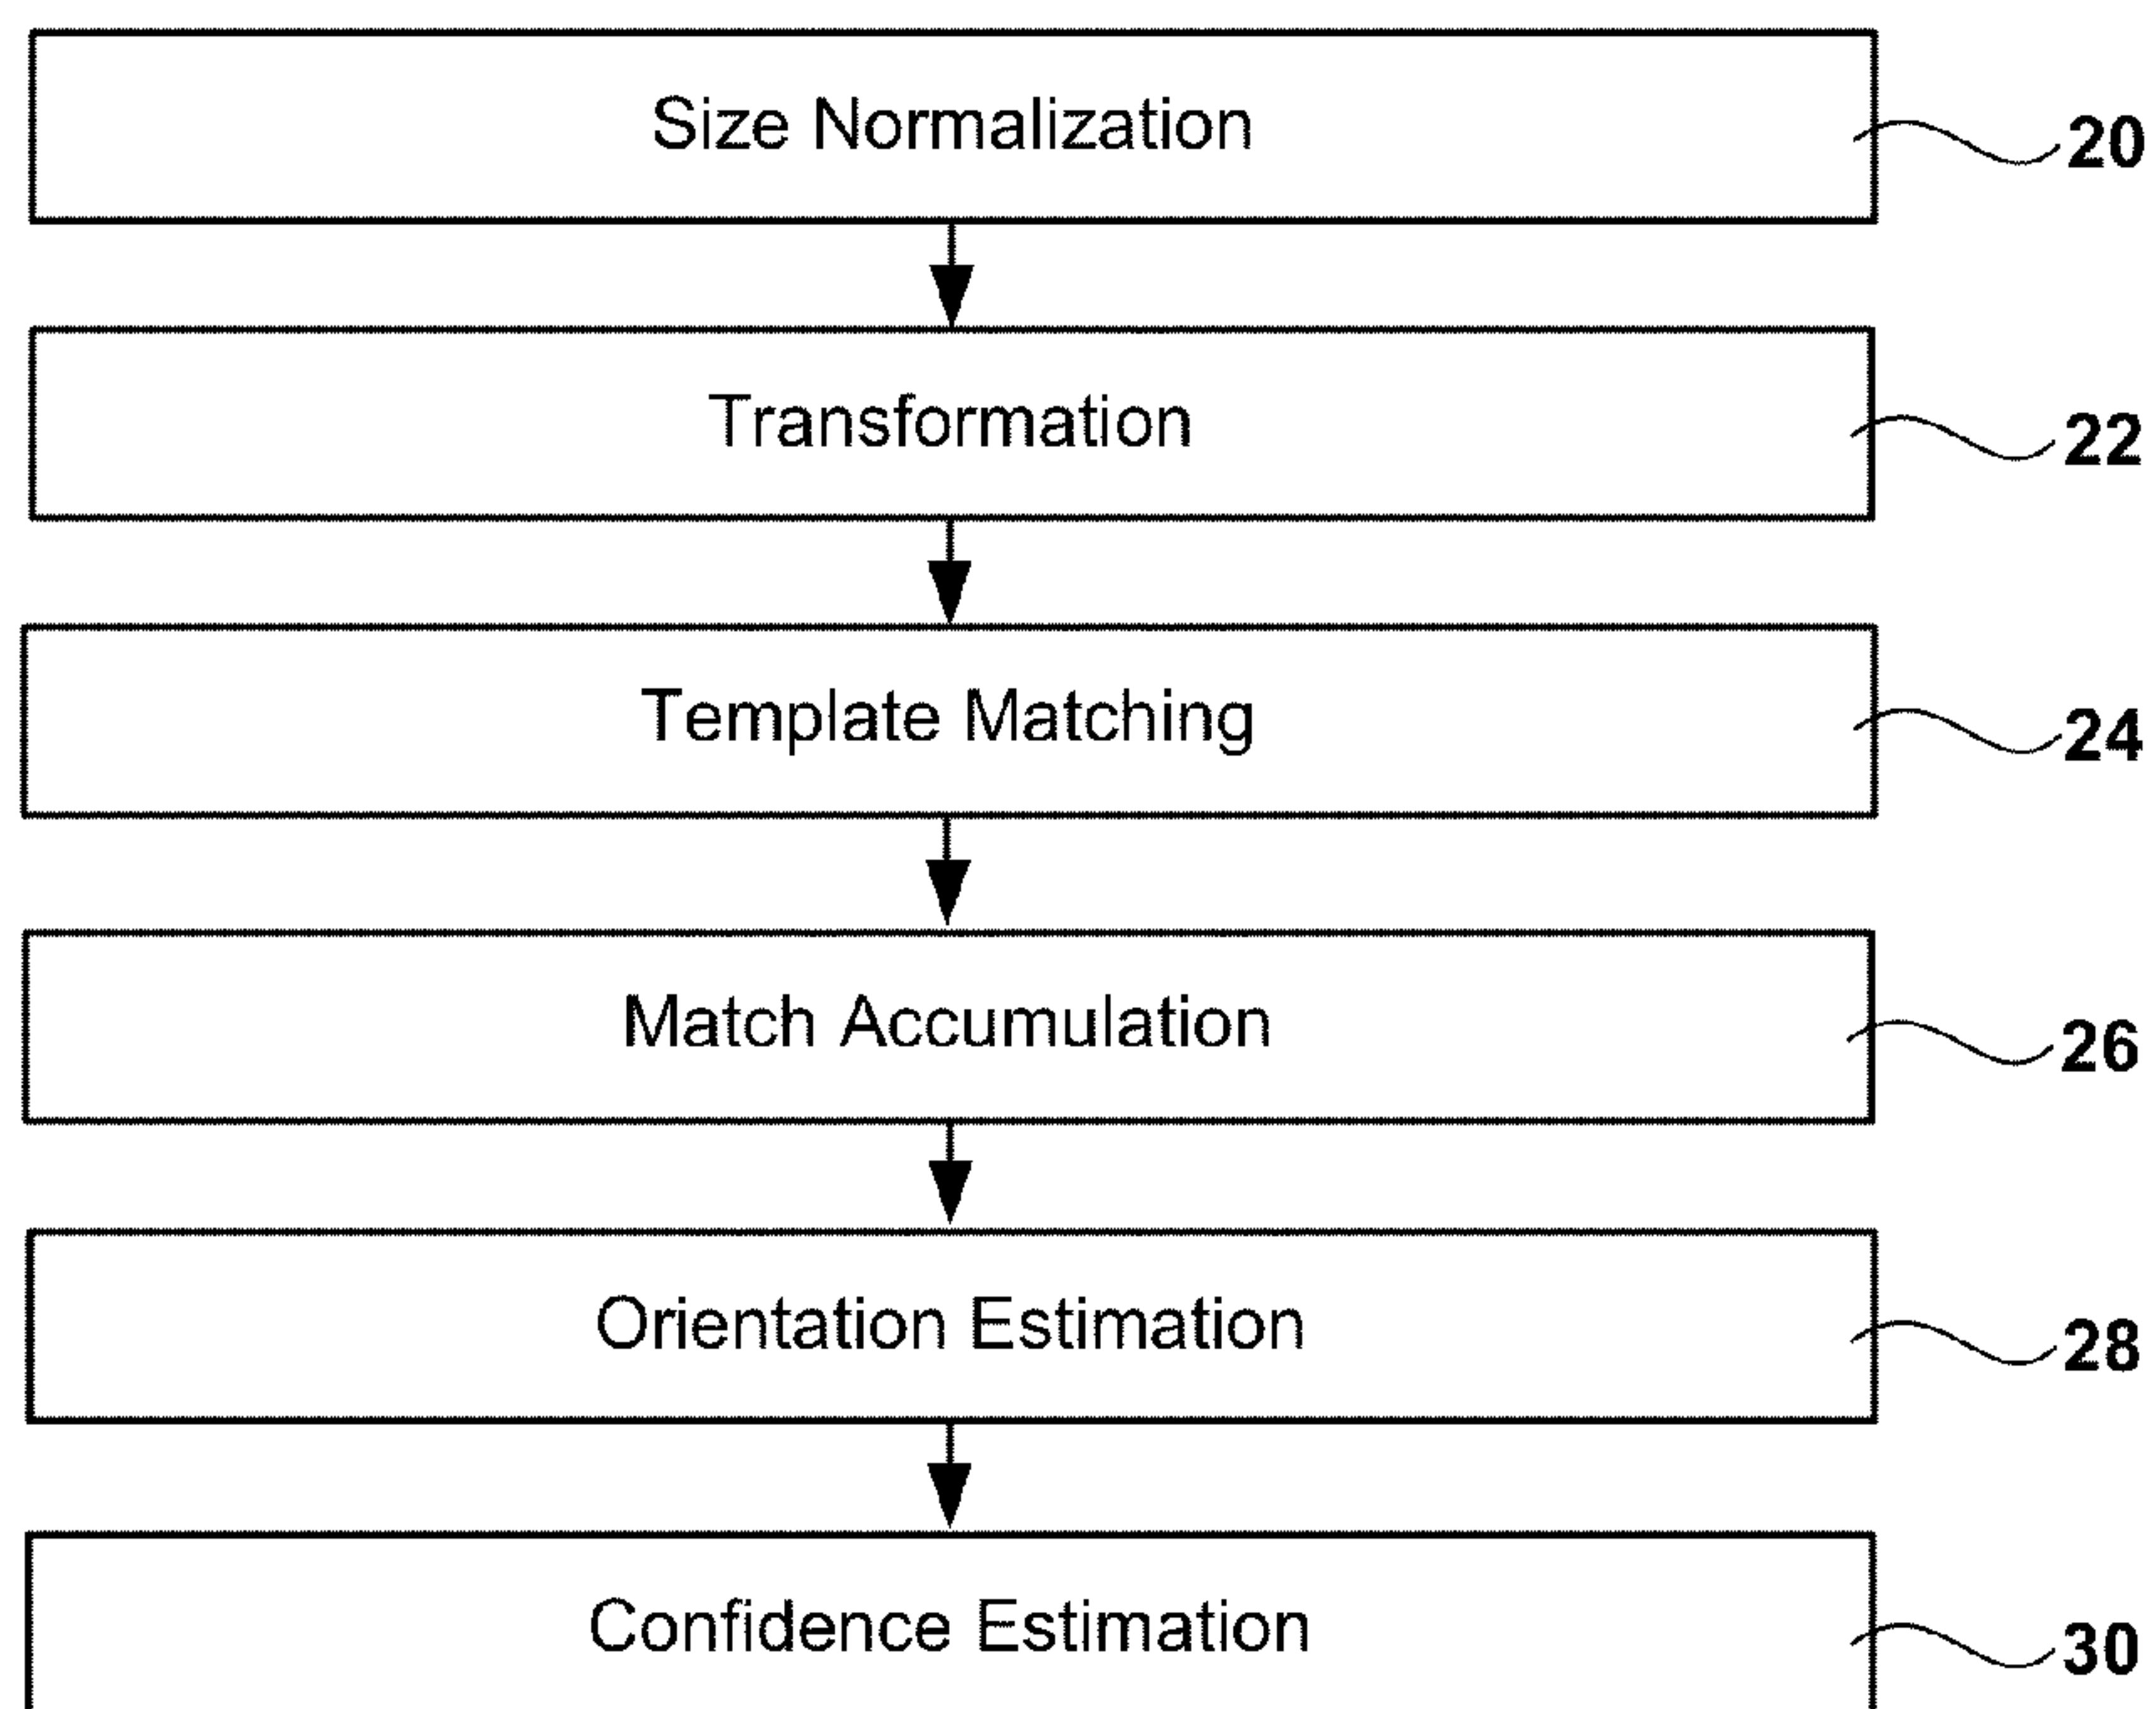 Size Normalization 20
Transformation 22
Template Matching 24
Match Accumulation 26
Orientation Estimation 28
Confidence Estimation 30